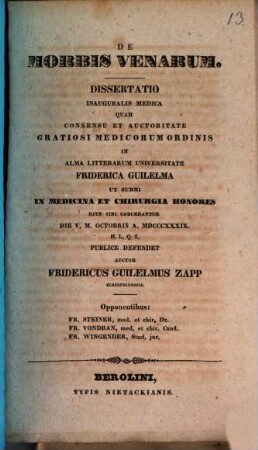 13
DE
MORBIS VENARUM.
DISSERTATIO
INAUGURALIS MEDICA
QUAM
CONSENSU ET AUCTORITATE
GRATIOSI MEDICORUM ORDINIS
IN
ALMA LITTERARUM UNIVERSITATE
FRIDERICA GUILELMA
UT SUMMI
IN MEDICINA ET CHIRURGIA HONORES
RITE SIBI CONCEDANTUR
DIE V. M. OCTOBRIS A. MDCCCXXXIX.
H. L. Q. S.
PUBLICE DEFENDET
AUCTOR
FRIDERICUS GUILELMUS ZAPP
Opponentibus:
FR. STEINER, med. et chir. Dr.
FR. VONDRAN, med. et chir. Cand.
FR. WINGENDER, Stud. jur.
BEROLINI,
TYPIS NIETACKIANIS.